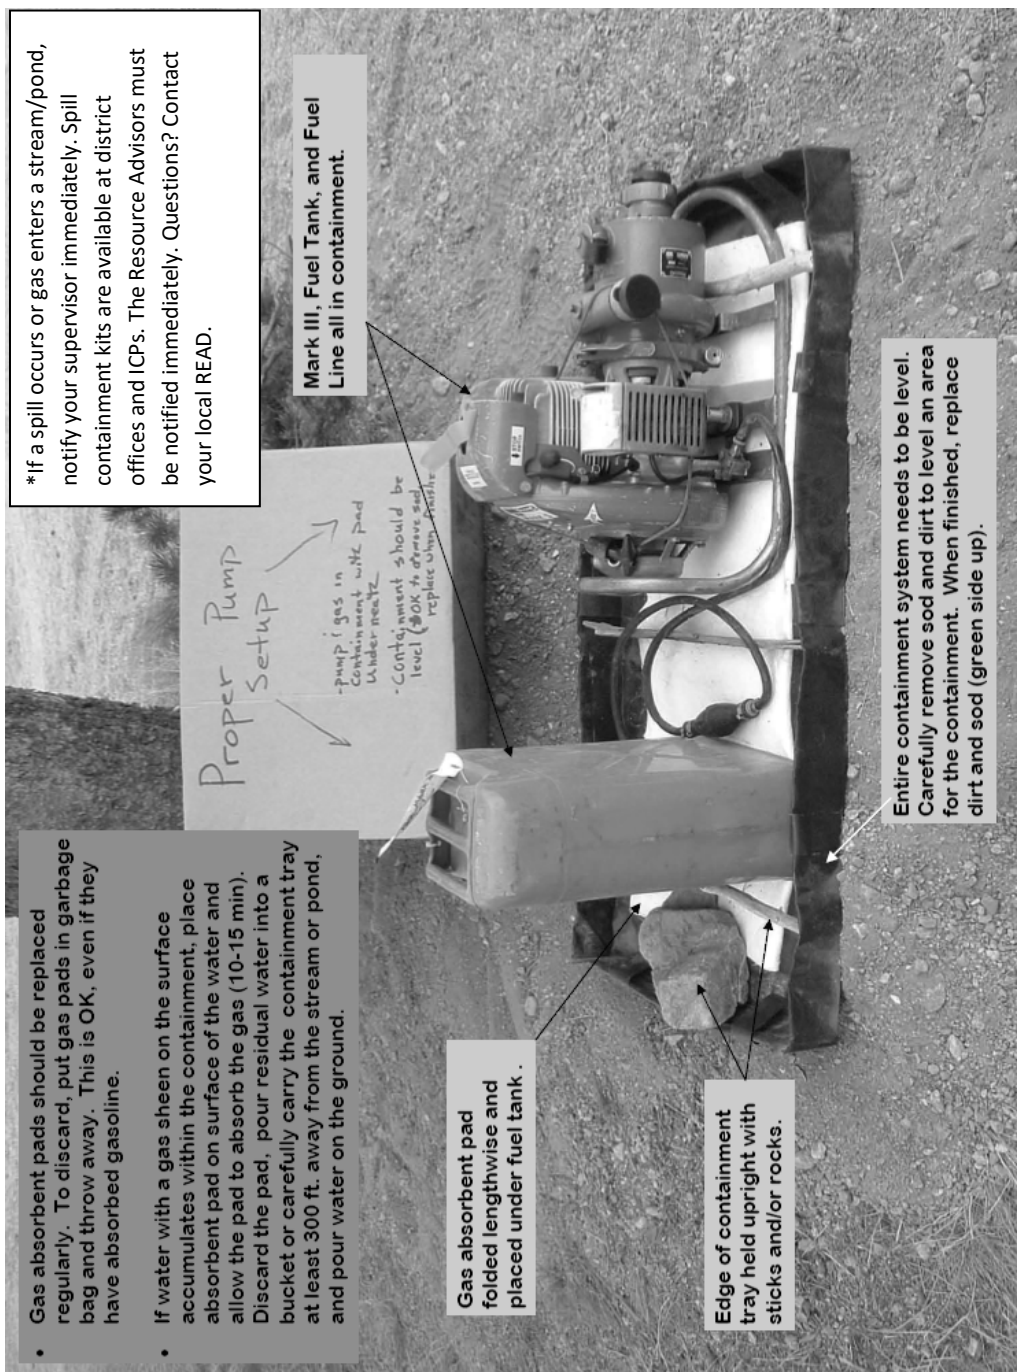 • Gas absorbent pads should be replaced
regularly. To discard, put gas pads in garbage
bag and throw away. This is OK, even if they
have absorbed gasoline.
• If water with a gas sheen on the surface
accumulates within the containment, place
absorbent pad on surface of the water and
allow the pad to absorb the gas (10-15 min).
Discard the pad, pour residual water into a
bucket or carefully carry the containment tray
at least 300 ft. away from the stream or pond,
and pour water on the ground.
*If a spill occurs or gas enters a stream/pond,
notify your supervisor immediately. Spill
containment kits are available at district
offices and ICPs. The Resource Advisors must
be notified immediately. Questions? Contact
your local READ.
Proper Pump
Setup
-pump & gas in
containment with pad
underneath
-Containment should be
level (OK to remove sod,
replace when finished
Mark III, Fuel Tank, and Fuel
Line all in containment.
Gas absorbent pad
folded lengthwise and
placed under fuel tank .
Edge of containment
tray held upright with
sticks and/or rocks.
Entire containment system needs to be level.
Carefully remove sod and dirt to level an area
for the containment. When finished, replace
dirt and sod (green side up).